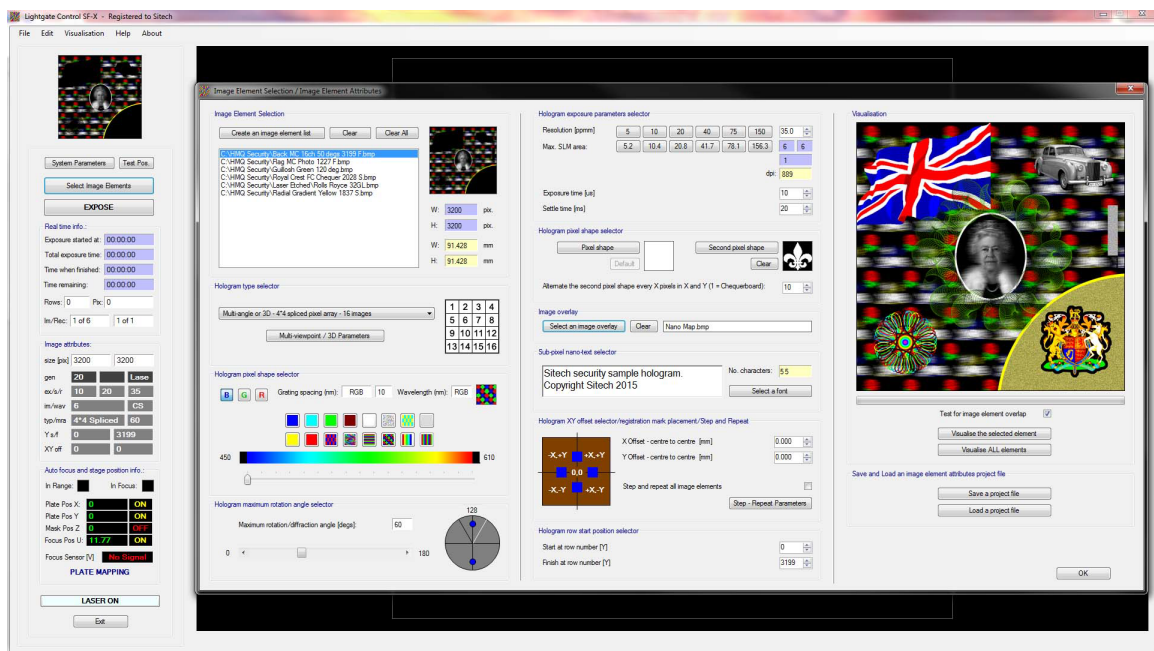 Lightgate Control SF-X - Registered to Sitech
File Edit Visualisation Help About
System Parameters Test Pos.
Select Image Elements
EXPOSE
Real time info.:
Exposure started at: 00:00:00
Total exposure time: 00:00:00
Time when finished: 00:00:00
Time remaining: 00:00:00
Rows: 0 Pix: 0
Im/Rec: 1 of 6 1 of 1
Image attributes:
size [pix] 3200 3200
gen 20 Lase
ex/s/r 10 20 35
im/wav 6 CS
typ/mra 4*4 Spliced 60
Y s/f 0 3199
XY off 0 0
Auto focus and stage position info.:
In Range: In Focus:
Plate Pos X: 0 ON
Plate Pos Y 0 ON
Mask Pos Z 0 OFF
Focus Pos U: 11.77 ON
Focus Sensor [V] No Signal
PLATE MAPPING
LASER ON
Exit
Image Element Selection / Image Element Attributes
Image Element Selection
Create an image element list Clear Clear All
C:\HMQ Security\Back MC 16ch 50 degs 3199 F.bmp
C:\HMQ Security\Rag MC Photo 1227 F.bmp
C:\HMQ Security\Guillosh Green 120 deg.bmp
C:\HMQ Security\Royal Crest FC Chequer 2028 S.bmp
C:\HMQ Security\Laser Etched\Rolls Royce 32GL.bmp
C:\HMQ Security\Radial Gradient Yellow 1837 S.bmp
W: 3200 pix.
H: 3200 pix.
W: 91.428 mm
H: 91.428 mm
Hologram type selector
Multi-angle or 3D - 4*4 spliced pixel array - 16 images
Multi-viewpoint / 3D Parameters
1 2 3 4
5 6 7 8
9 10 11 12
13 14 15 16
Hologram pixel shape selector
B G R Grating spacing (nm): RGB 10 Wavelength (nm): RGB
450 610
Hologram maximum rotation angle selector
Maximum rotation/diffraction angle [degs]: 60
128
0 180
Hologram exposure parameters selector
Resolution [ppmm] 5 10 20 40 75 150 35.0
Max. SLM area: 5.2 10.4 20.8 41.7 78.1 156.3 6 6
1
dpi: 889
Exposure time [us] 10
Settle time [ms] 20
Hologram pixel shape selector
Pixel shape Second pixel shape
Default Clear
Alternate the second pixel shape every X pixels in X and Y (1 = Chequerboard): 10
Image overlay
Select an image overlay Clear Nano Map.bmp
Sub-pixel nano-text selector
Sitech security sample hologram.
Copyright Sitech 2015
No. characters: 55
Select a font
Hologram XY offset selector/registration mark placement/Step and Repeat
-X,+Y +X,+Y
0,0
-X,-Y +X,-Y
X Offset - centre to centre [mm] 0.000
Y Offset - centre to centre [mm] 0.000
Step and repeat all image elements
Step - Repeat Parameters
Hologram row start position selector
Start at row number [Y] 0
Finish at row number [Y] 3199
Visualisation
Test for image element overlap
Visualise the selected element
Visualise ALL elements
Save and Load an image element attributes project file
Save a project file
Load a project file
OK